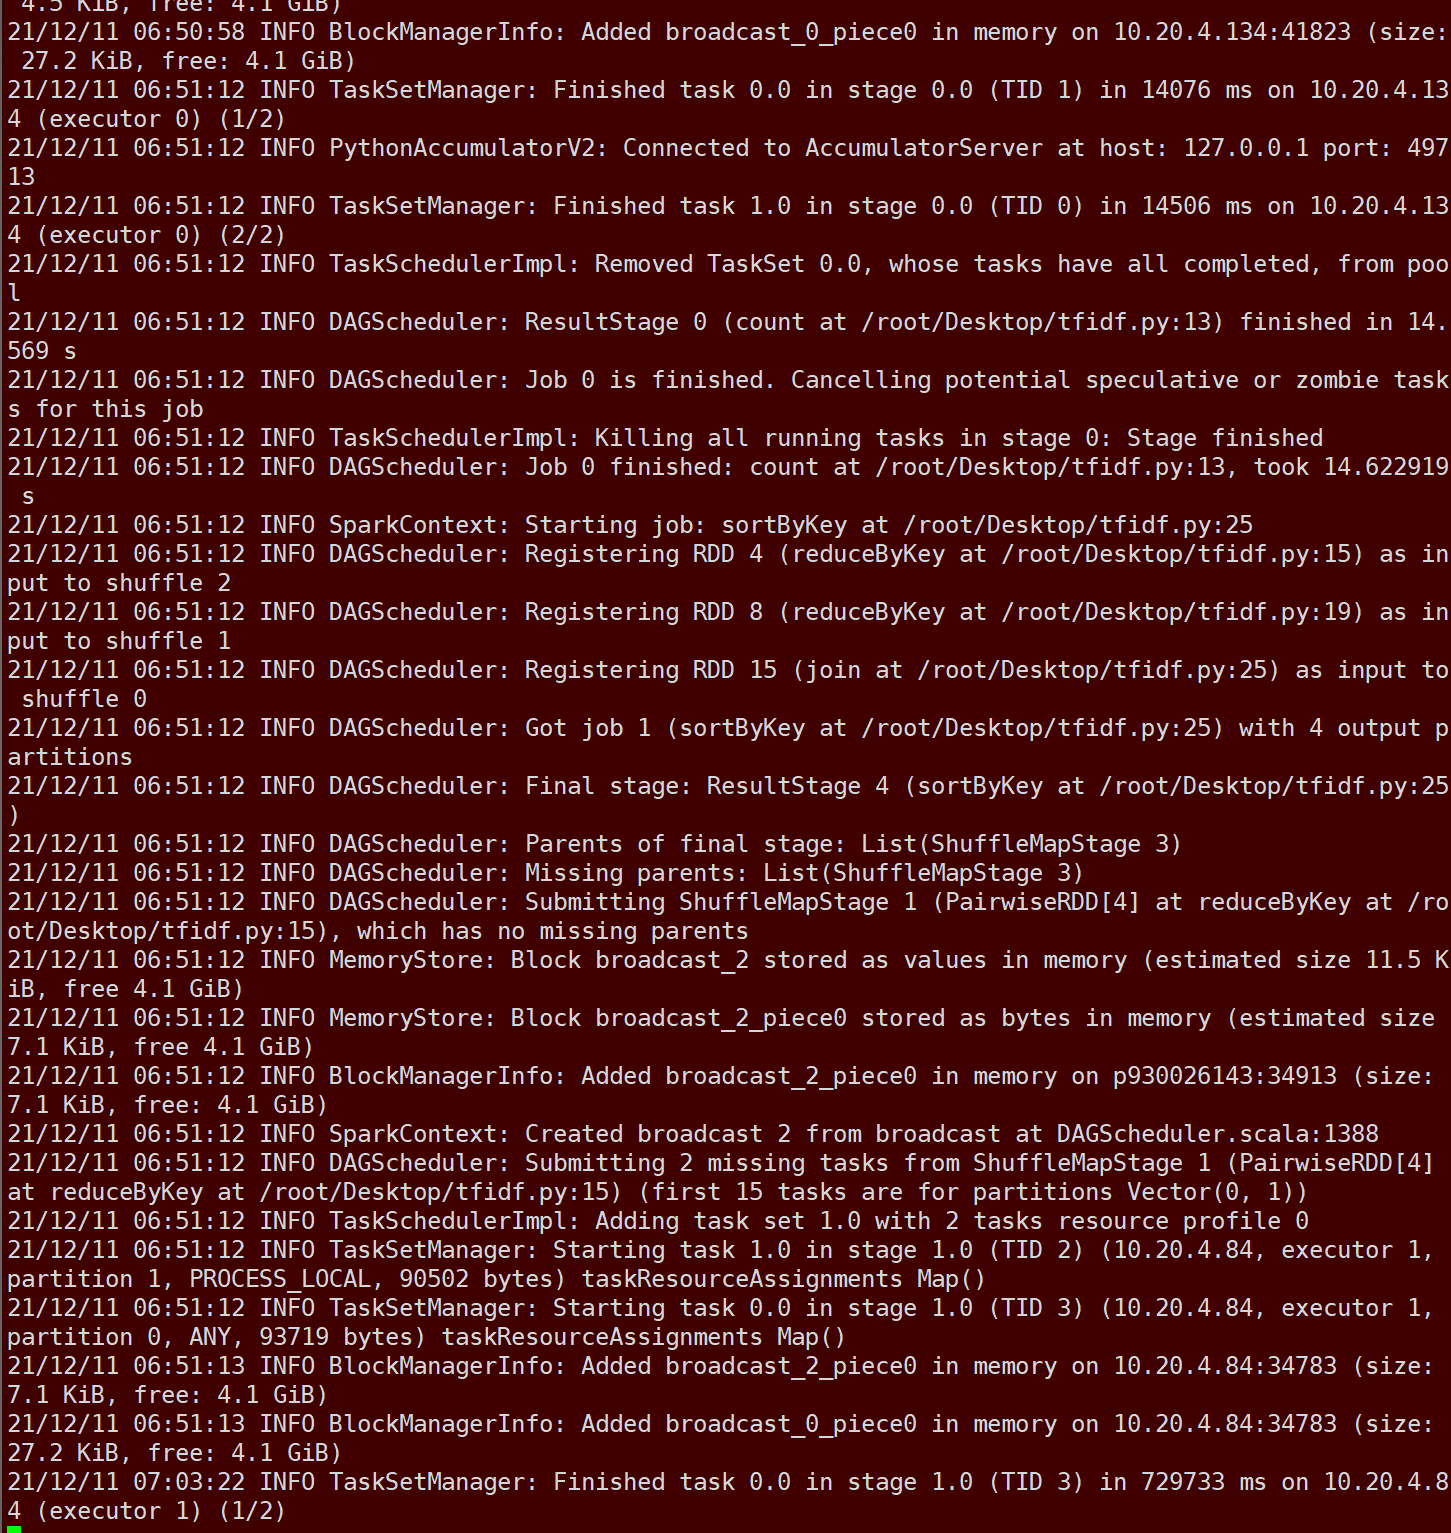 4.5 KiB, free: 4.1 GiB)
21/12/11 06:50:58 INFO BlockManagerInfo: Added broadcast_0_piece0 in memory on 10.20.4.134:41823 (size:
 27.2 KiB, free: 4.1 GiB)
21/12/11 06:51:12 INFO TaskSetManager: Finished task 0.0 in stage 0.0 (TID 1) in 14076 ms on 10.20.4.13
4 (executor 0) (1/2)
21/12/11 06:51:12 INFO PythonAccumulatorV2: Connected to AccumulatorServer at host: 127.0.0.1 port: 497
13
21/12/11 06:51:12 INFO TaskSetManager: Finished task 1.0 in stage 0.0 (TID 0) in 14506 ms on 10.20.4.13
4 (executor 0) (2/2)
21/12/11 06:51:12 INFO TaskSchedulerImpl: Removed TaskSet 0.0, whose tasks have all completed, from poo
l
21/12/11 06:51:12 INFO DAGScheduler: ResultStage 0 (count at /root/Desktop/tfidf.py:13) finished in 14.
569 s
21/12/11 06:51:12 INFO DAGScheduler: Job 0 is finished. Cancelling potential speculative or zombie task
s for this job
21/12/11 06:51:12 INFO TaskSchedulerImpl: Killing all running tasks in stage 0: Stage finished
21/12/11 06:51:12 INFO DAGScheduler: Job 0 finished: count at /root/Desktop/tfidf.py:13, took 14.622919
 s
21/12/11 06:51:12 INFO SparkContext: Starting job: sortByKey at /root/Desktop/tfidf.py:25
21/12/11 06:51:12 INFO DAGScheduler: Registering RDD 4 (reduceByKey at /root/Desktop/tfidf.py:15) as in
put to shuffle 2
21/12/11 06:51:12 INFO DAGScheduler: Registering RDD 8 (reduceByKey at /root/Desktop/tfidf.py:19) as in
put to shuffle 1
21/12/11 06:51:12 INFO DAGScheduler: Registering RDD 15 (join at /root/Desktop/tfidf.py:25) as input to
 shuffle 0
21/12/11 06:51:12 INFO DAGScheduler: Got job 1 (sortByKey at /root/Desktop/tfidf.py:25) with 4 output p
artitions
21/12/11 06:51:12 INFO DAGScheduler: Final stage: ResultStage 4 (sortByKey at /root/Desktop/tfidf.py:25
)
21/12/11 06:51:12 INFO DAGScheduler: Parents of final stage: List(ShuffleMapStage 3)
21/12/11 06:51:12 INFO DAGScheduler: Missing parents: List(ShuffleMapStage 3)
21/12/11 06:51:12 INFO DAGScheduler: Submitting ShuffleMapStage 1 (PairwiseRDD[4] at reduceByKey at /ro
ot/Desktop/tfidf.py:15), which has no missing parents
21/12/11 06:51:12 INFO MemoryStore: Block broadcast_2 stored as values in memory (estimated size 11.5 K
iB, free 4.1 GiB)
21/12/11 06:51:12 INFO MemoryStore: Block broadcast_2_piece0 stored as bytes in memory (estimated size
7.1 KiB, free 4.1 GiB)
21/12/11 06:51:12 INFO BlockManagerInfo: Added broadcast_2_piece0 in memory on p930026143:34913 (size:
7.1 KiB, free: 4.1 GiB)
21/12/11 06:51:12 INFO SparkContext: Created broadcast 2 from broadcast at DAGScheduler.scala:1388
21/12/11 06:51:12 INFO DAGScheduler: Submitting 2 missing tasks from ShuffleMapStage 1 (PairwiseRDD[4]
at reduceByKey at /root/Desktop/tfidf.py:15) (first 15 tasks are for partitions Vector(0, 1))
21/12/11 06:51:12 INFO TaskSchedulerImpl: Adding task set 1.0 with 2 tasks resource profile 0
21/12/11 06:51:12 INFO TaskSetManager: Starting task 1.0 in stage 1.0 (TID 2) (10.20.4.84, executor 1,
partition 1, PROCESS_LOCAL, 90502 bytes) taskResourceAssignments Map()
21/12/11 06:51:12 INFO TaskSetManager: Starting task 0.0 in stage 1.0 (TID 3) (10.20.4.84, executor 1,
partition 0, ANY, 93719 bytes) taskResourceAssignments Map()
21/12/11 06:51:13 INFO BlockManagerInfo: Added broadcast_2_piece0 in memory on 10.20.4.84:34783 (size:
7.1 KiB, free: 4.1 GiB)
21/12/11 06:51:13 INFO BlockManagerInfo: Added broadcast_0_piece0 in memory on 10.20.4.84:34783 (size:
27.2 KiB, free: 4.1 GiB)
21/12/11 07:03:22 INFO TaskSetManager: Finished task 0.0 in stage 1.0 (TID 3) in 729733 ms on 10.20.4.8
4 (executor 1) (1/2)